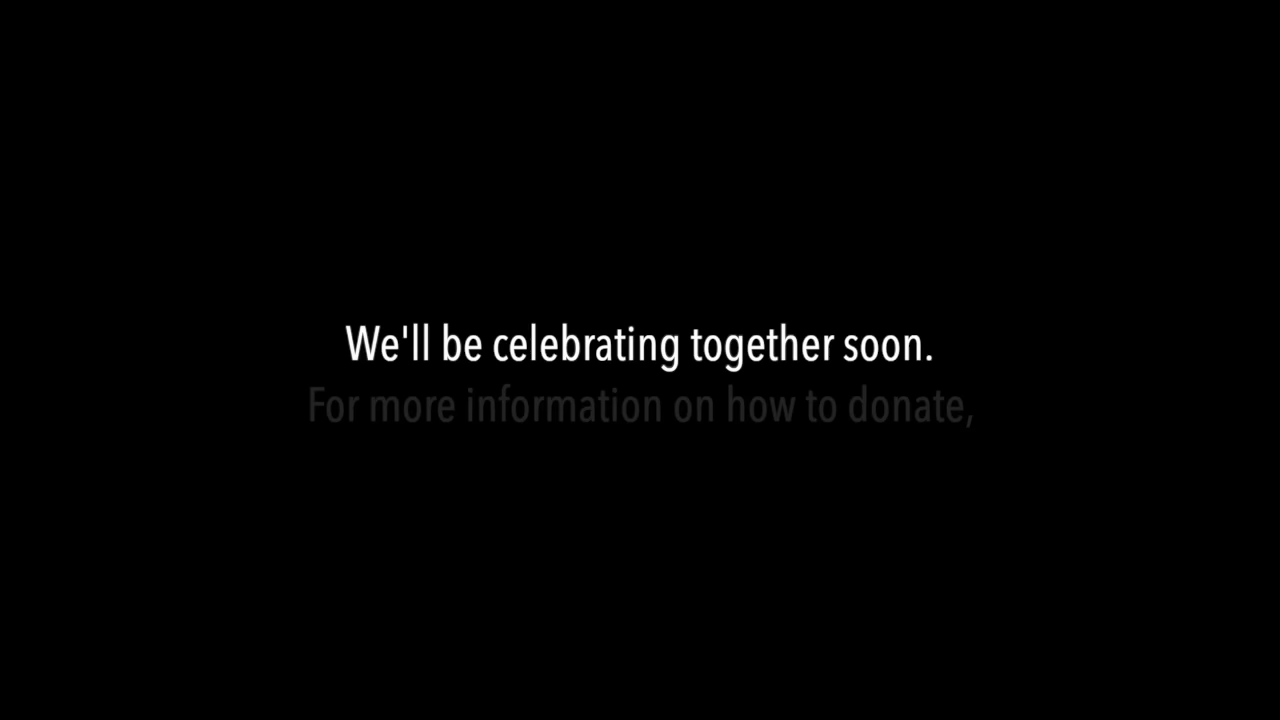 We'll be celebrating together soon.
For more information on how to donate,